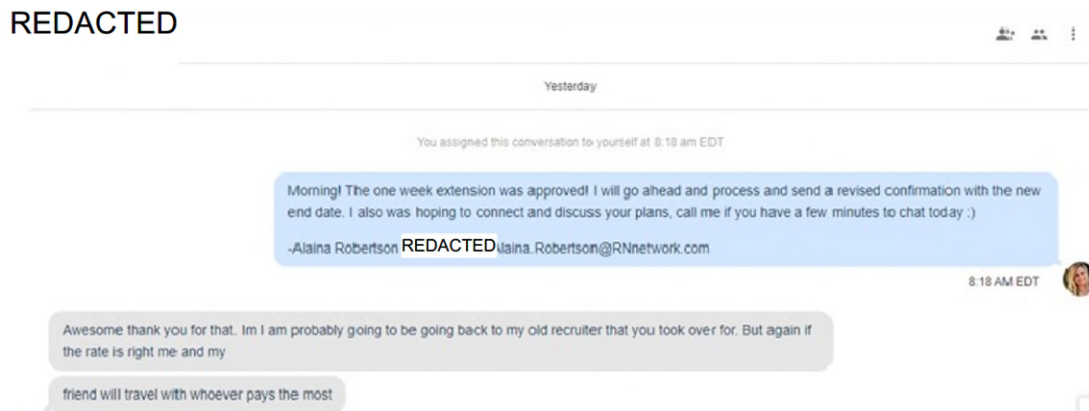 REDACTED
Yesterday
You assigned this conversation to yourself at 8:18 am EDT
Morning! The one week extension was approved! I will go ahead and process and send a revised confirmation with the new
end date. I also was hoping to connect and discuss your plans, call me if you have a few minutes to chat today :)
-Alaina Robertson REDACTED laina.Robertson@RNnetwork.com
8:18 AM EDT
Awesome thank you for that. Im I am probably going to be going back to my old recruiter that you took over for. But again if
the rate is right me and my
friend will travel with whoever pays the most